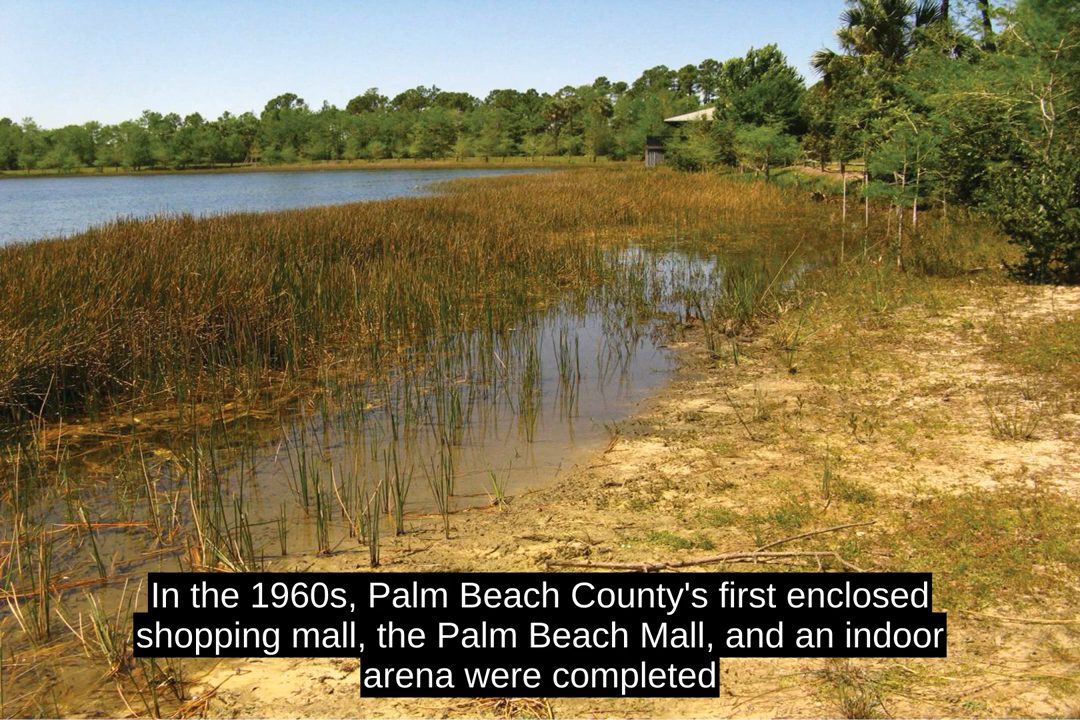 In the 1960s, Palm Beach County's first enclosed
shopping mall, the Palm Beach Mall, and an indoor
arena were completed